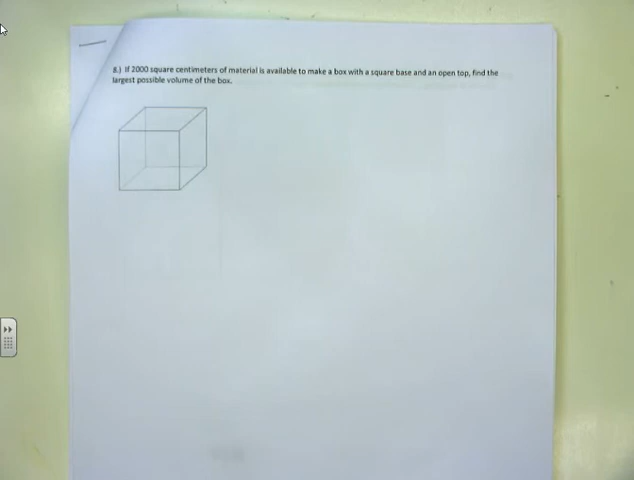 8.) If 2000 square centimeters of material is available to make a box with a square base and an open top, find the
largest possible volume of the box.